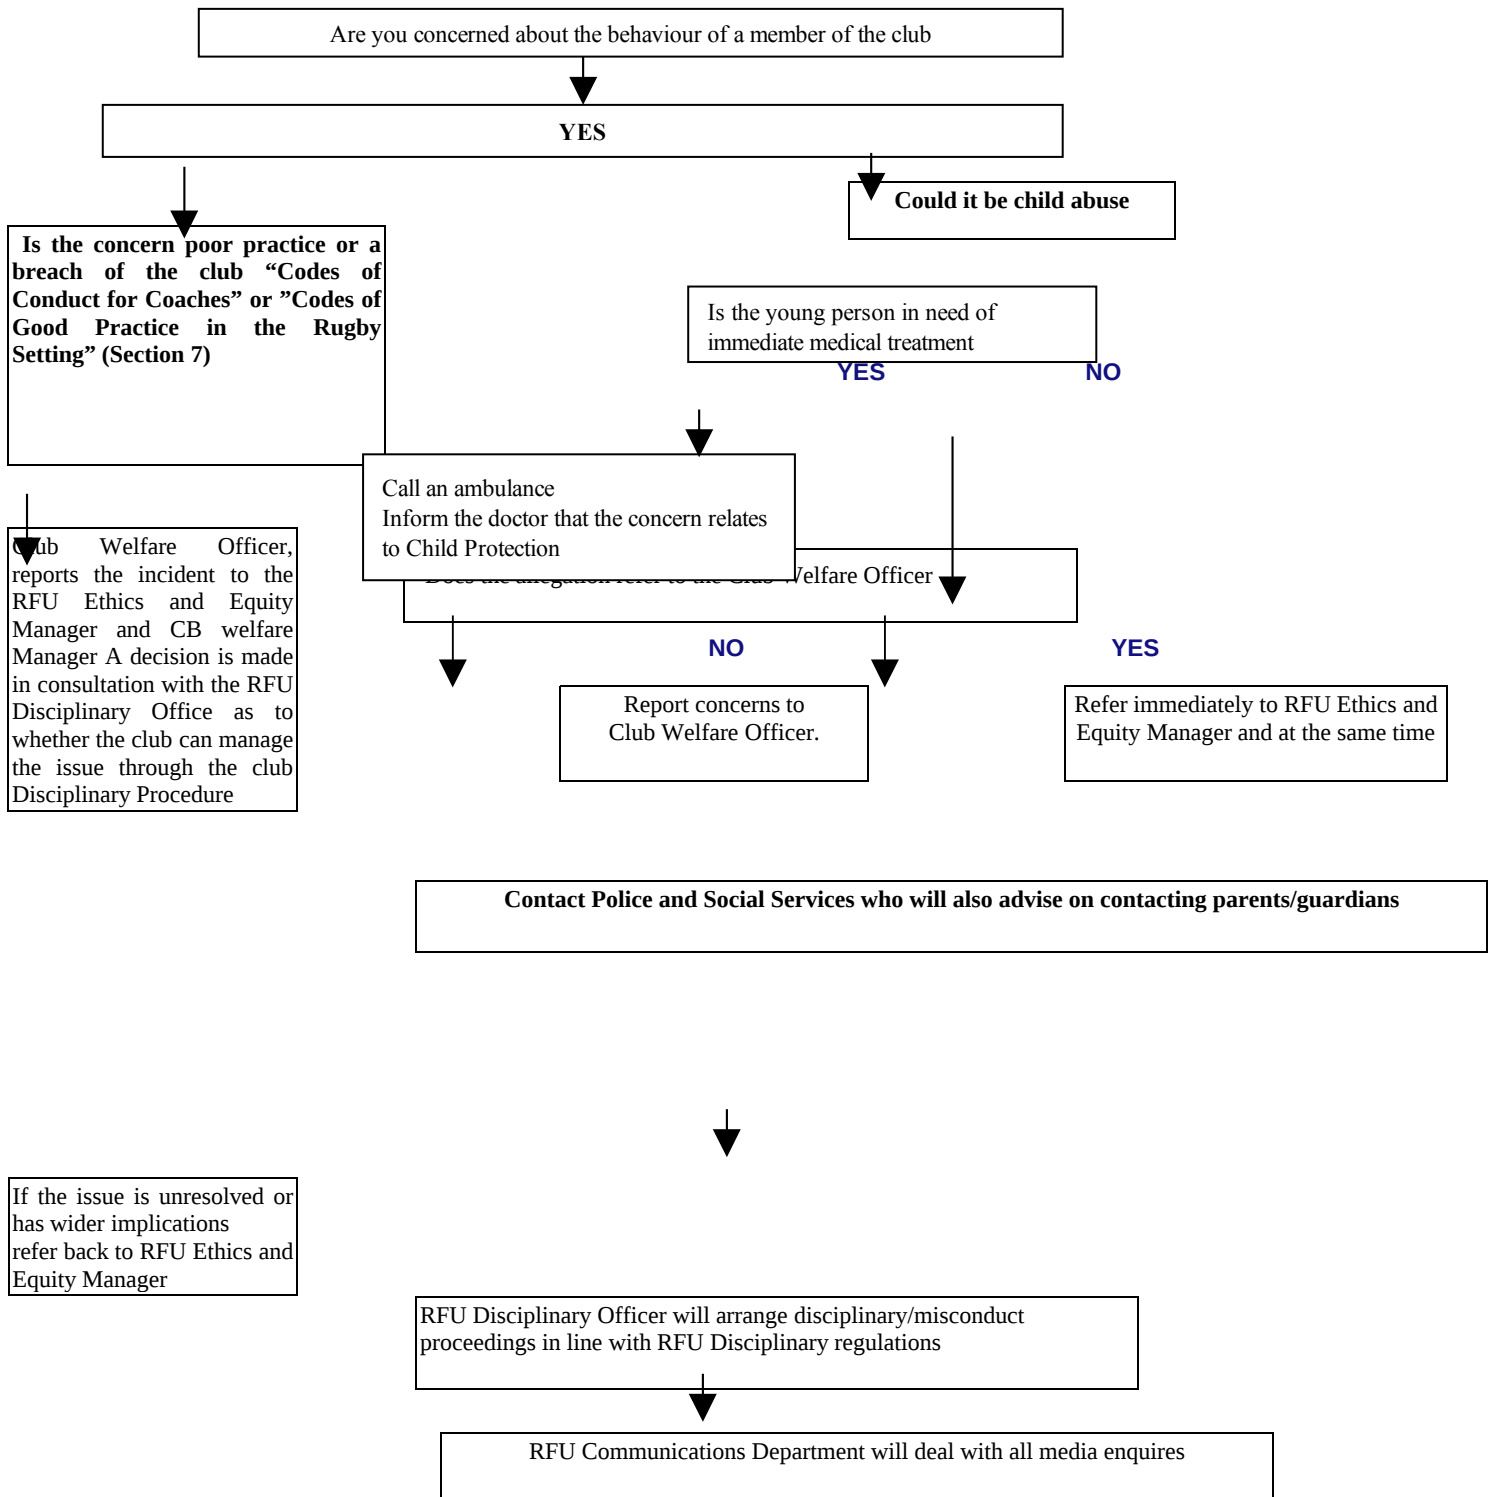 Are you concerned about the behaviour of a member of the club
YES
Could it be child abuse
Is the concern poor practice or a
breach of the club “Codes of
Conduct for Coaches” or ”Codes of
Good Practice in the Rugby
Setting” (Section 7)
Is the young person in need of
immediate medical treatment
YES NO
Call an ambulance
Inform the doctor that the concern relates
to Child Protection
Does the allegation refer to the Club Welfare Officer
NO YES
Club Welfare Officer,
reports the incident to the
RFU Ethics and Equity
Manager and CB welfare
Manager A decision is made
in consultation with the RFU
Disciplinary Office as to
whether the club can manage
the issue through the club
Disciplinary Procedure
Report concerns to
Club Welfare Officer.
Refer immediately to RFU Ethics and
Equity Manager and at the same time
Contact Police and Social Services who will also advise on contacting parents/guardians
If the issue is unresolved or
has wider implications
refer back to RFU Ethics and
Equity Manager
RFU Disciplinary Officer will arrange disciplinary/misconduct
proceedings in line with RFU Disciplinary regulations
RFU Communications Department will deal with all media enquires